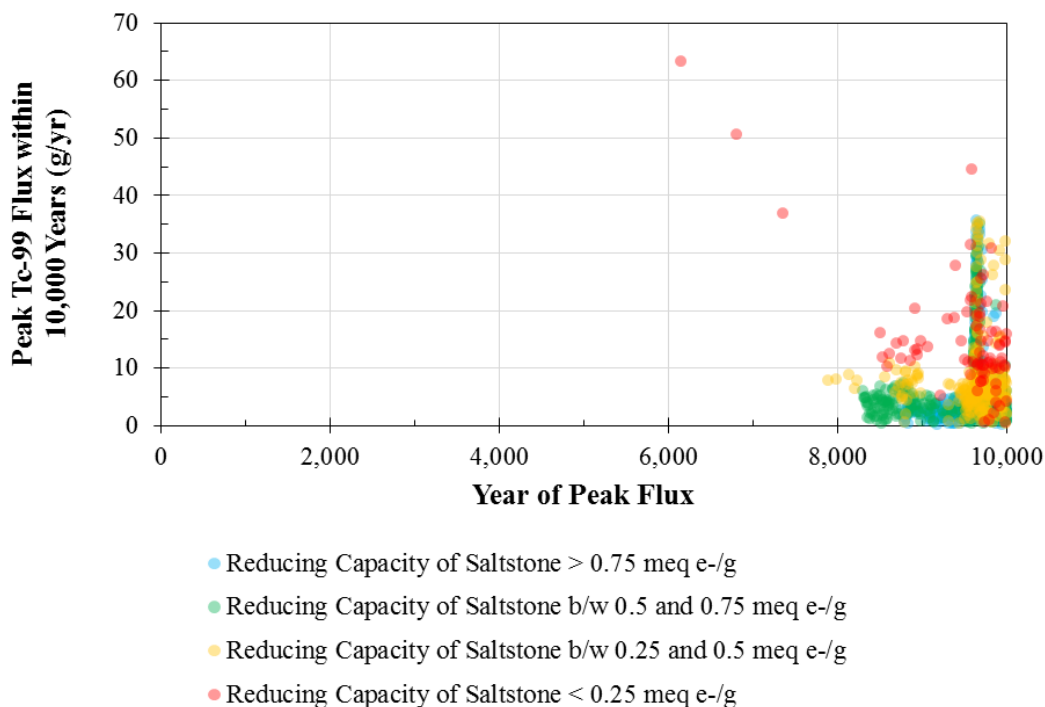 Peak Tc-99 Flux within
10,000 Years (g/yr)
70
60
50
40
30
20
10
0
0
2,000
4,000
6,000
8,000
10,000
Year of Peak Flux
Reducing Capacity of Saltstone > 0.75 meq e-/g
Reducing Capacity of Saltstone b/w 0.5 and 0.75 meq e-/g
Reducing Capacity of Saltstone b/w 0.25 and 0.5 meq e-/g
Reducing Capacity of Saltstone < 0.25 meq e-/g